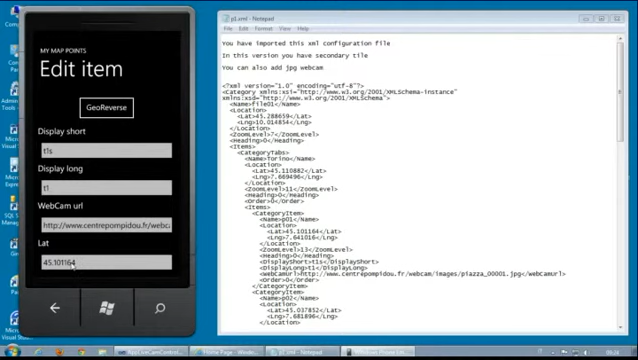 MY MAP POINTS
Edit item
GeoReverse
Display short
t1s
Display long
t1
WebCam url
http://www.centrepompidou.fr/webca
Lat
45.101164
p1.xml - Notepad
File Edit Format View Help
You have imported this xml configuration file
In this version you have secondary tile
You can also add jpg webcam
<?xml version="1.0" encoding="utf-8"?>
<Category xmlns:xsi="http://www.w3.org/2001/XMLSchema-instance"
xmlns:xsd="http://www.w3.org/2001/XMLSchema">
<Name>file01</Name>
<Location>
<Lat>45.288659</Lat>
<Lng>10.014854</Lng>
</Location>
<ZoomLevel>7</ZoomLevel>
<Heading>0</Heading>
<Items>
<CategoryTabs>
<Name>Torino</Name>
<Location>
<Lat>45.110882</Lat>
<Lng>7.669496</Lng>
</Location>
<ZoomLevel>11</ZoomLevel>
<Heading>0</Heading>
<Order>0</Order>
<Items>
<CategoryItem>
<Name>p01</Name>
<Location>
<Lat>45.101164</Lat>
<Lng>7.641016</Lng>
</Location>
<ZoomLevel>13</ZoomLevel>
<Heading>0</Heading>
<DisplayShort>t1s</DisplayShort>
<DisplayLong>t1</DisplayLong>
<WebCamUrl>http://www.centrepompidou.fr/webcam/images/piazza_00001.jpg</WebCamUrl>
<Order>0</Order>
</CategoryItem>
<CategoryItem>
<Name>p02</Name>
<Location>
<Lat>45.037852</Lat>
<Lng>7.681896</Lng>
</Location>
Home Page - Window
p1.xml - Notepad